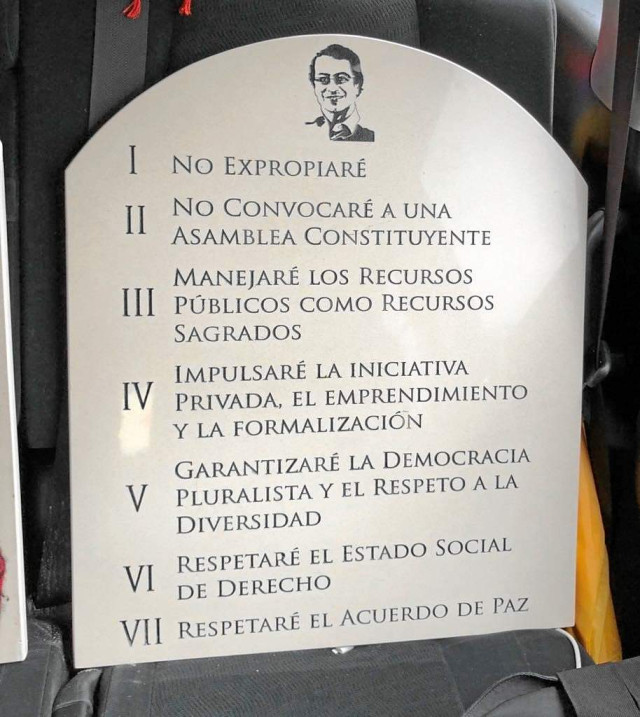 I No Expropiaré
II No Convocaré a una
Asamblea Constituyente
III Manejaré los Recursos
Públicos como Recursos
Sagrados
IV Impulsaré la iniciativa
Privada, el emprendimiento
y la formalización
V Garantizaré la Democracia
Pluralista y el Respeto a la
Diversidad
VI Respetaré el Estado Social
de Derecho
VII Respetaré el Acuerdo de Paz